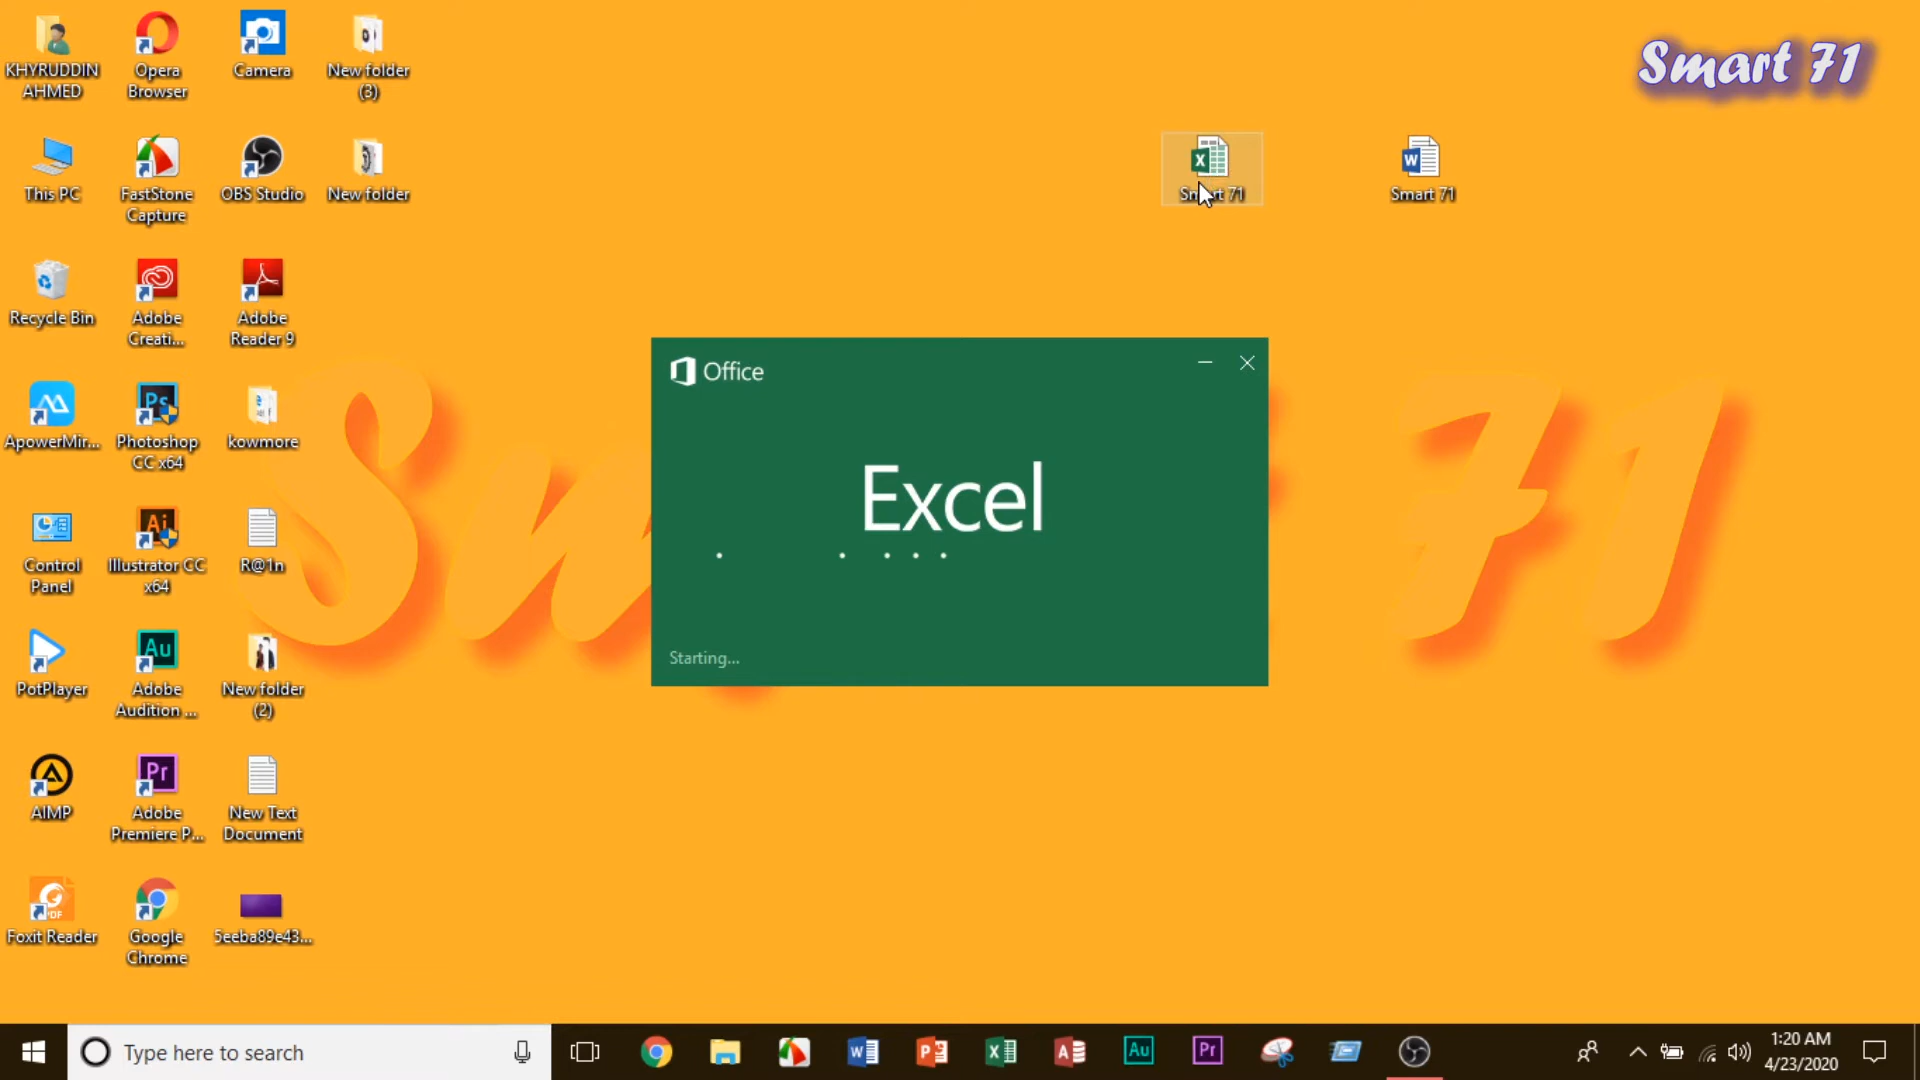 KHYRUDDIN
AHMED
Opera
Browser
Camera
New folder
(3)
Smart 71
This PC
FastStone
Capture
OBS Studio
New folder
Smart 71
Smart 71
Recycle Bin
Adobe
Creati...
Adobe
Reader 9
Office
ApowerMir...
Photoshop
CC x64
kowmore
Excel
Control
Panel
Illustrator CC
x64
R@1n
Starting...
PotPlayer
Adobe
Audition ...
New folder
(2)
AIMP
Adobe
Premiere P...
New Text
Document
Foxit Reader
Google
Chrome
5eeba89e43...
Type here to search
1:20 AM
4/23/2020